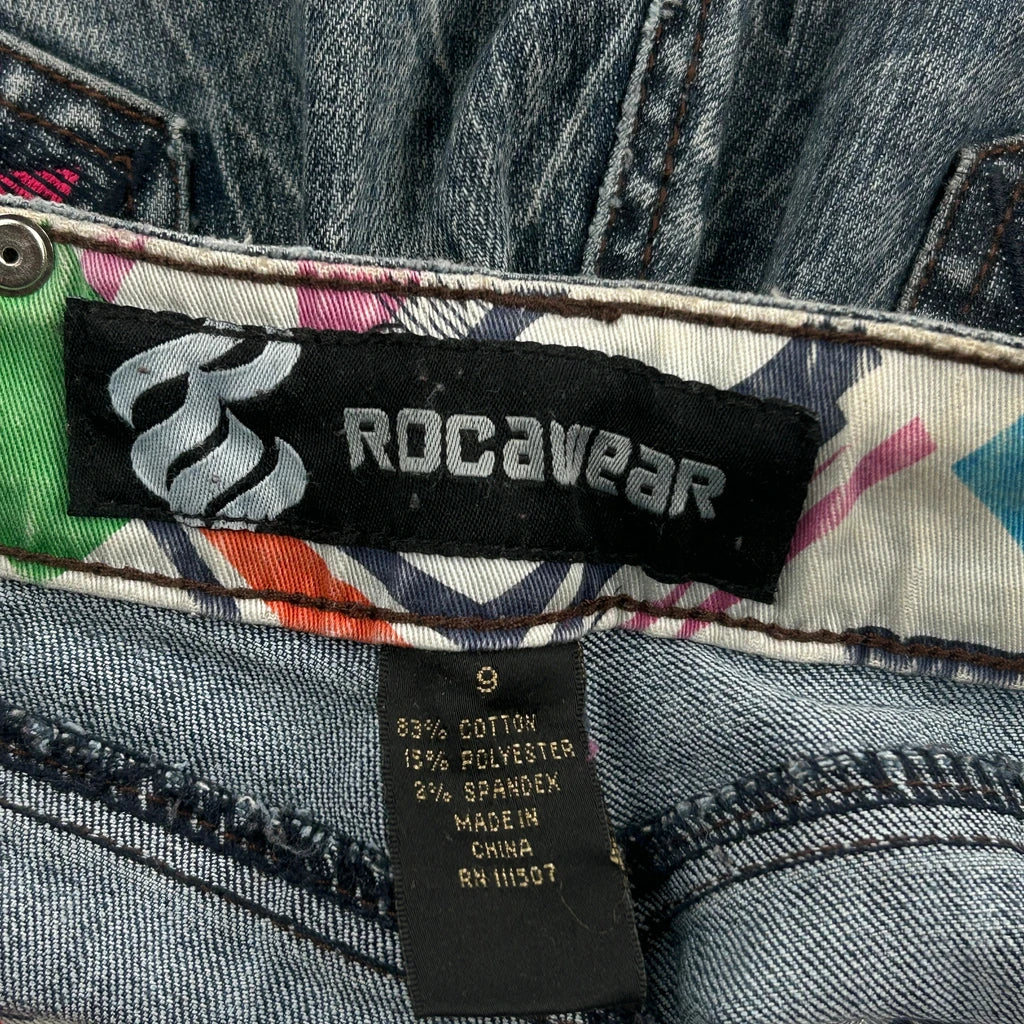 ROCaweaR
9
83% COTTON
15% POLYESTER
2% SPANDEX
MADE IN
CHINA
RN 111507